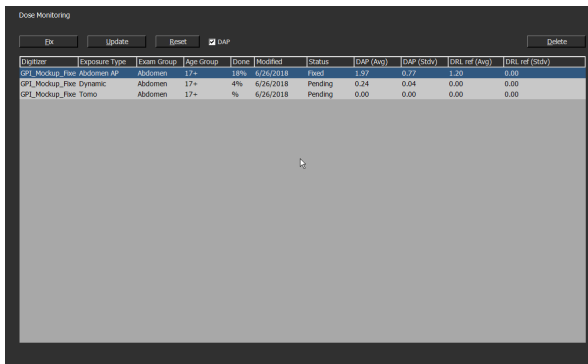 Dose Monitoring
Fix Update Reset DAP Delete
Digitizer Exposure Type Exam Group Age Group Done Modified Status DAP (Avg) DAP (Stdv) DRL ref (Avg) DRL ref (Stdv)
GPI_Mockup_Fixe Abdomen AP Abdomen 17+ 18% 6/26/2018 Fixed 1.97 0.77 1.20 0.00
GPI_Mockup_Fixe Dynamic Abdomen 17+ 4% 6/26/2018 Pending 0.24 0.04 0.00 0.00
GPI_Mockup_Fixe Tomo Abdomen 17+ % 6/26/2018 Pending 0.00 0.00 0.00 0.00